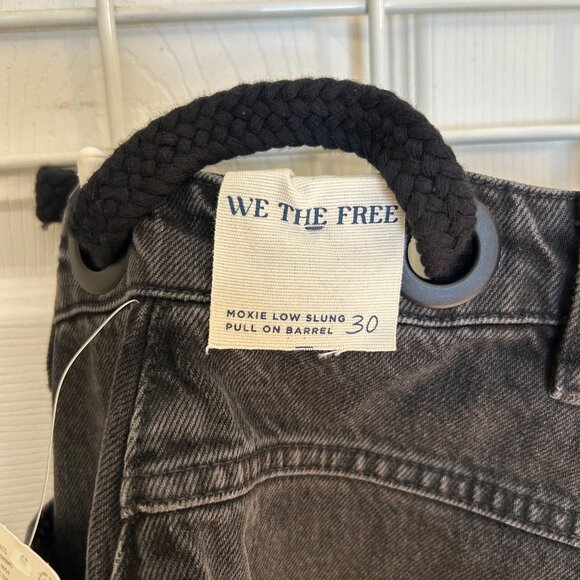 WE THE FREE
MOXIE LOW SLUNG
PULL ON BARREL 30